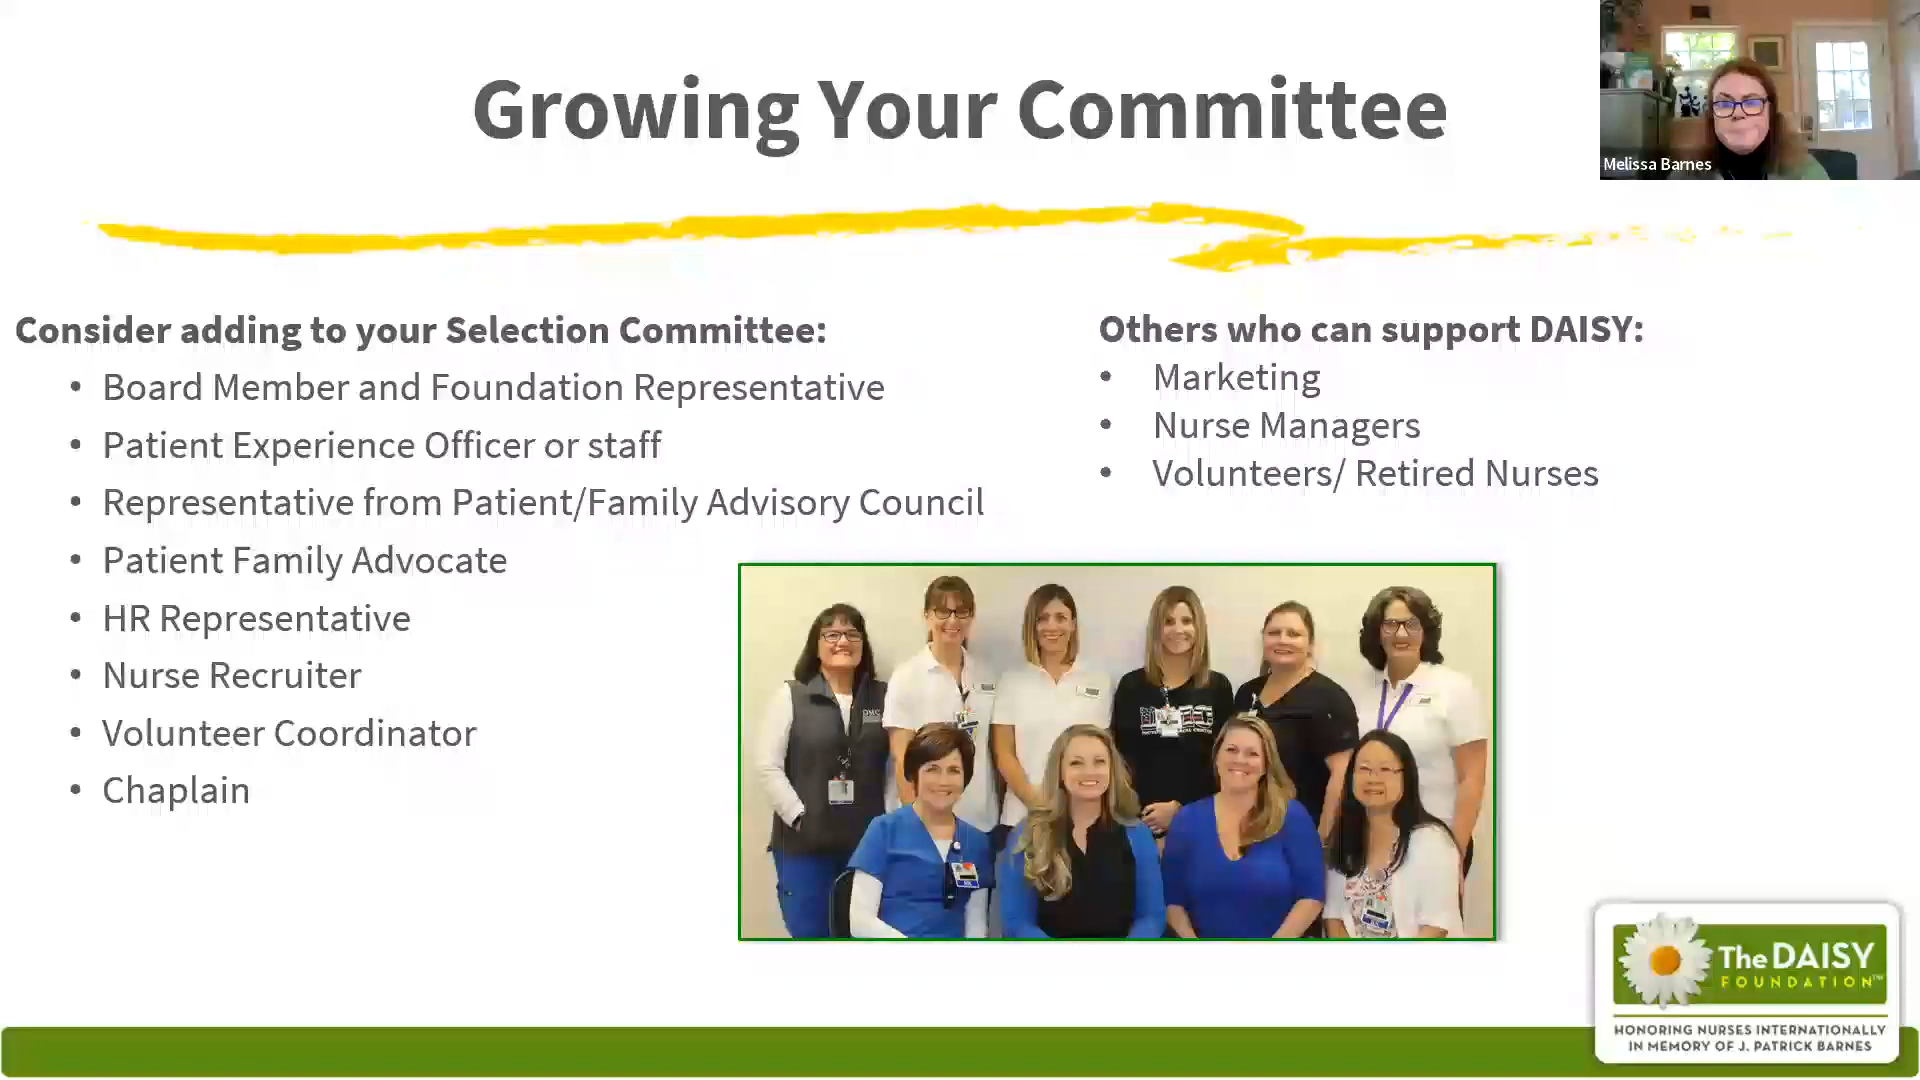 Growing Your Committee
Melissa Barnes
Consider adding to your Selection Committee:
• Board Member and Foundation Representative
• Patient Experience Officer or staff
• Representative from Patient/Family Advisory Council
• Patient Family Advocate
• HR Representative
• Nurse Recruiter
• Volunteer Coordinator
• Chaplain
Others who can support DAISY:
• Marketing
• Nurse Managers
• Volunteers/ Retired Nurses
DMC
The DAISY
FOUNDATION™
HONORING NURSES INTERNATIONALLY
IN MEMORY OF J. PATRICK BARNES